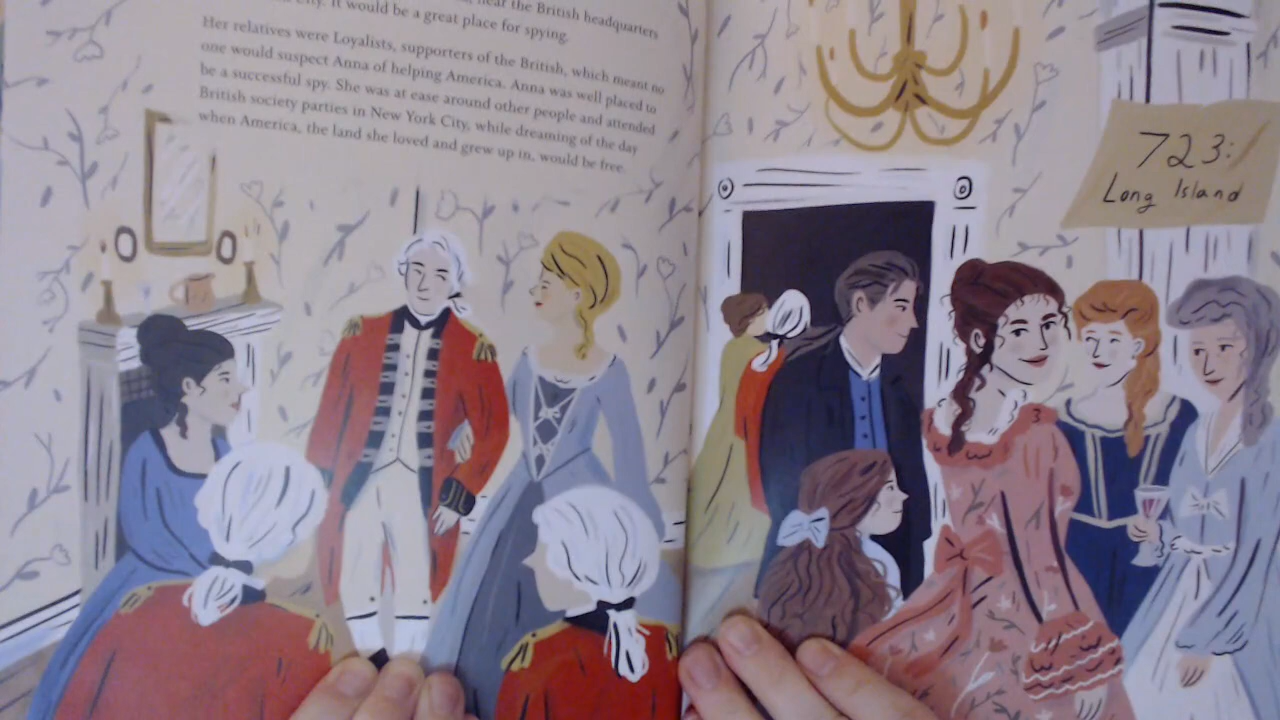 near the British headquarters
City. It would be a great place for spying.
Her relatives were Loyalists, supporters of the British, which meant no
one would suspect Anna of helping America. Anna was well placed to
be a successful spy. She was at ease around other people and attended
British society parties in New York City, while dreaming of the day
when America, the land she loved and grew up in, would be free.
723:
Long Island